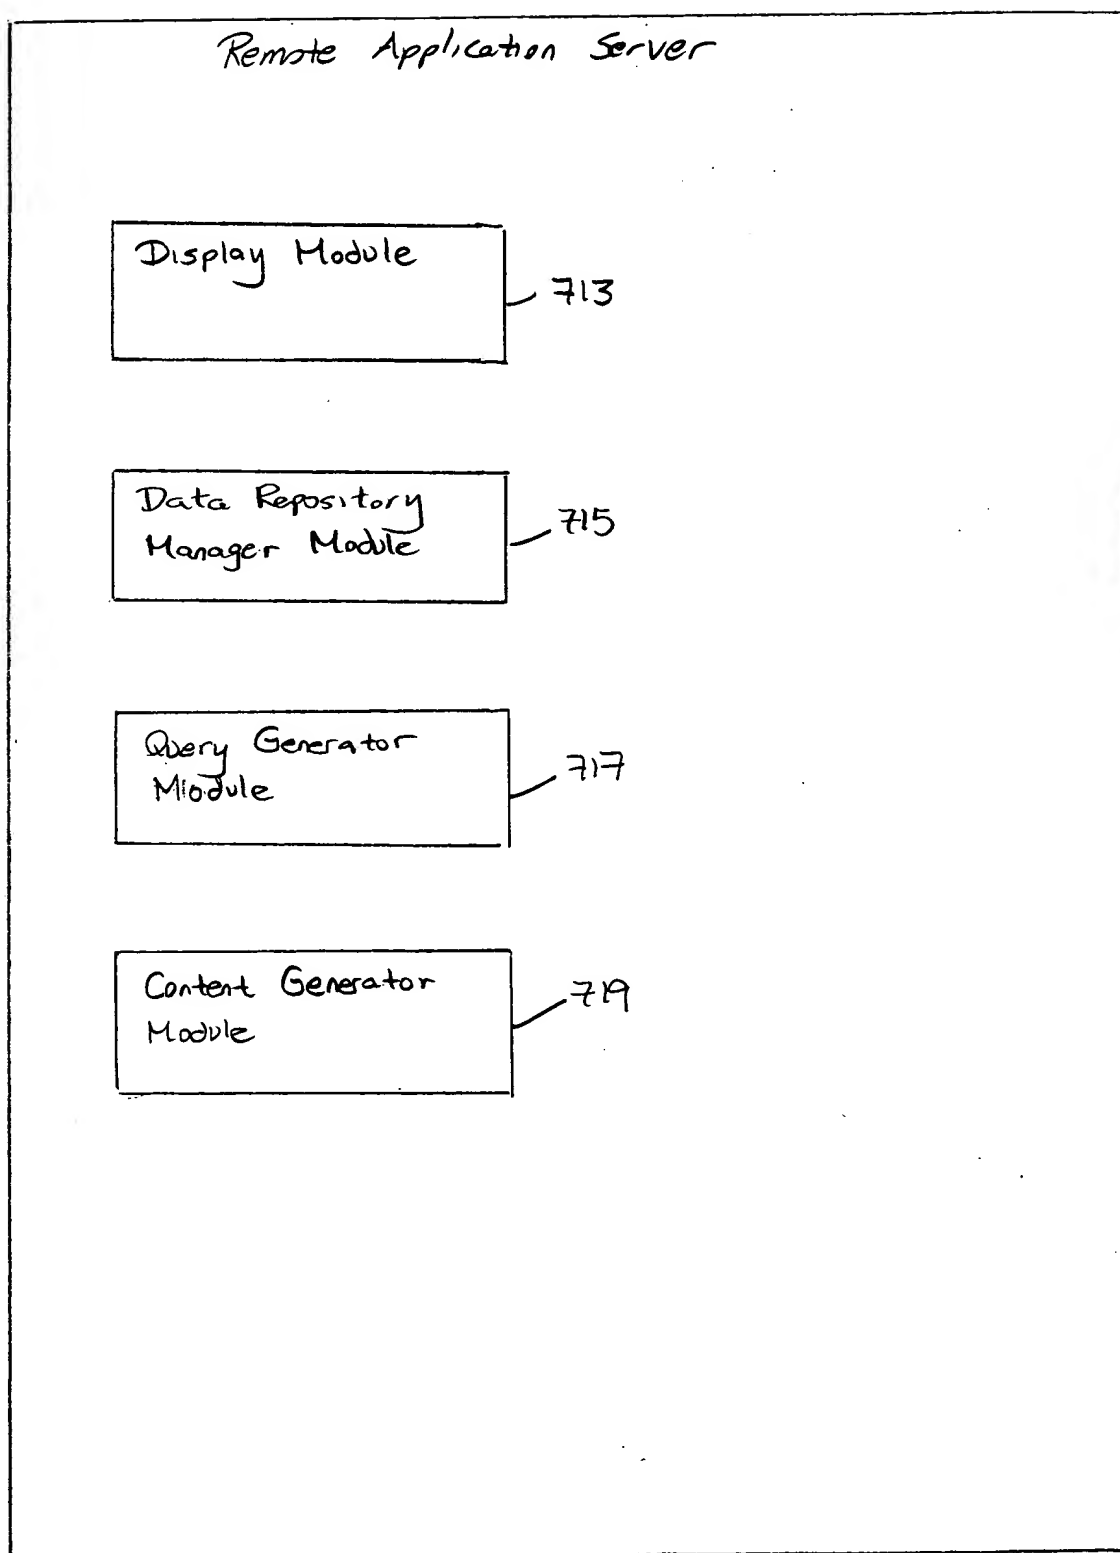 Remote Application Server
Display Module
713
Data Repository
Manager Module
715
Query Generator
Module
717
Content Generator
Module
719